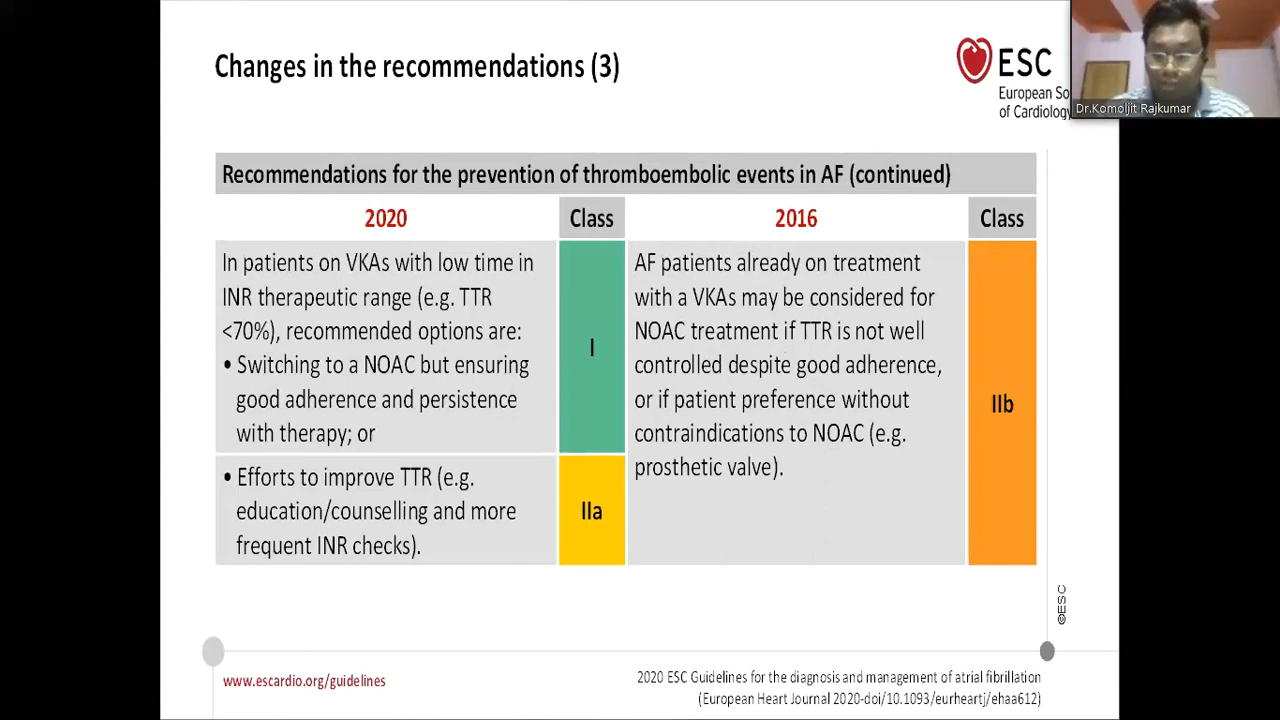 Changes in the recommendations (3)
ESC
European So
of Cardiology
Dr.Komoljit Rajkumar
Recommendations for the prevention of thromboembolic events in AF (continued)
2020
Class
2016
Class
In patients on VKAs with low time in
INR therapeutic range (e.g. TTR
<70%), recommended options are:
• Switching to a NOAC but ensuring
good adherence and persistence
with therapy; or
I
• Efforts to improve TTR (e.g.
education/counselling and more
frequent INR checks).
IIa
AF patients already on treatment
with a VKAs may be considered for
NOAC treatment if TTR is not well
controlled despite good adherence,
or if patient preference without
contraindications to NOAC (e.g.
prosthetic valve).
IIb
©ESC
www.escardio.org/guidelines
2020 ESC Guidelines for the diagnosis and management of atrial fibrillation
(European Heart Journal 2020-doi/10.1093/eurheartj/ehaa612)